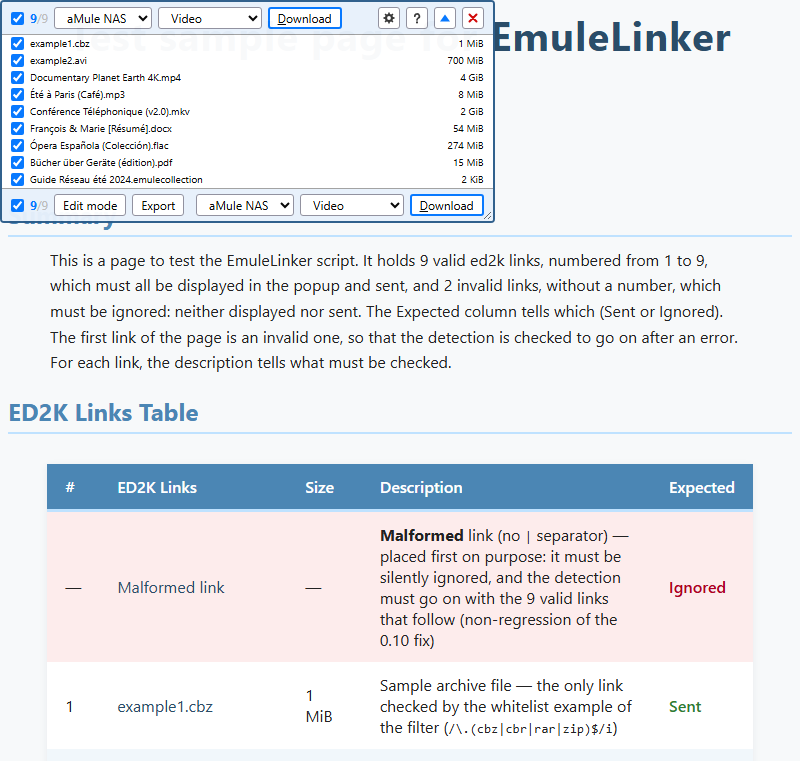 9/9 aMule NAS Video Download ?
est sample page fo EmuleLinker
example1.cbz 1 MiB
example2.avi 700 MiB
Documentary Planet Earth 4K.mp4 4 GiB
Été à Paris (Café).mp3 8 MiB
Conférence Téléphonique (v2.0).mkv 2 GiB
François & Marie [Résumé].docx 54 MiB
Ópera Española (Colección).flac 274 MiB
Bücher über Geräte (édition).pdf 15 MiB
Guide Réseau été 2024.emulecollection 2 KiB
9/9 Edit mode Export aMule NAS Video Download
This is a page to test the EmuleLinker script. It holds 9 valid ed2k links, numbered from 1 to 9,
which must all be displayed in the popup and sent, and 2 invalid links, without a number, which
must be ignored: neither displayed nor sent. The Expected column tells which (Sent or Ignored).
The first link of the page is an invalid one, so that the detection is checked to go on after an error.
For each link, the description tells what must be checked.
ED2K Links Table
# ED2K Links Size Description Expected
Malformed link (no | separator) —
placed first on purpose: it must be
silently ignored, and the detection
— Malformed link — must go on with the 9 valid links Ignored
that follow (non-regression of the
0.10 fix)
1 example1.cbz 1 MiB Sample archive file — the only link
checked by the whitelist example of Sent
the filter (/\.(cbz|cbr|rar|zip)$/i)